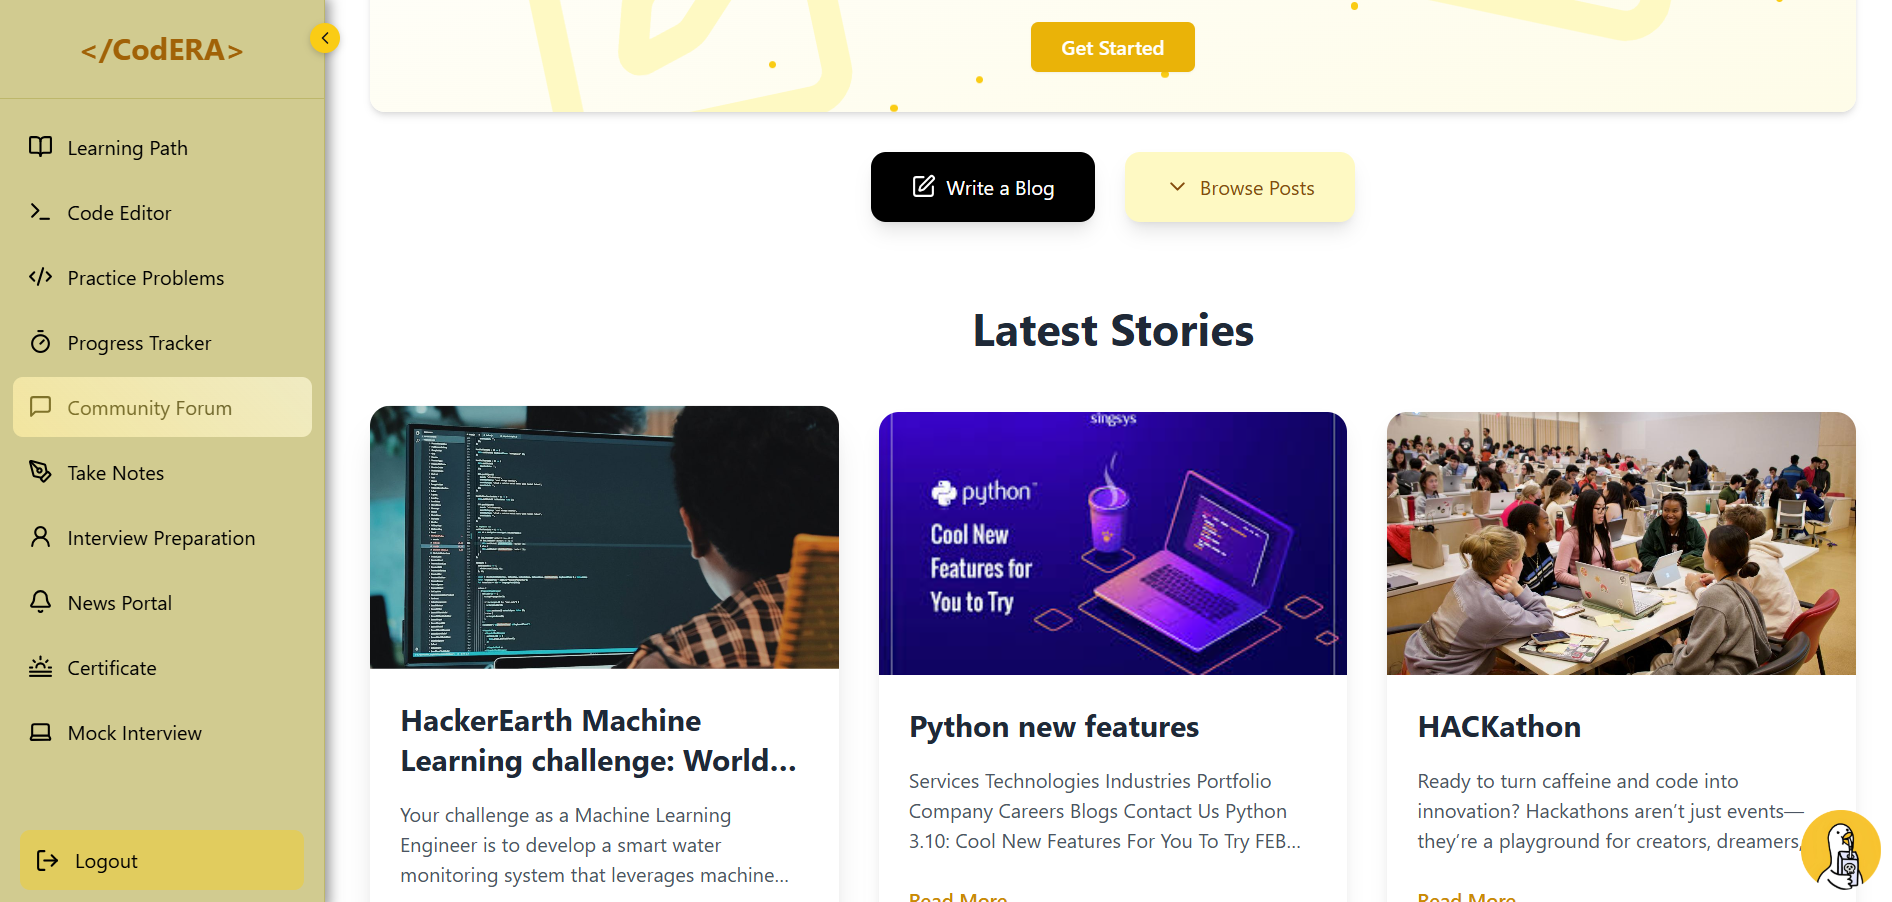 </CodERA>
Learning Path
Code Editor
Practice Problems
Progress Tracker
Community Forum
Take Notes
Interview Preparation
News Portal
Certificate
Mock Interview
Logout
Get Started
Write a Blog
Browse Posts
Latest Stories
HackerEarth Machine
Learning challenge: World...
Your challenge as a Machine Learning
Engineer is to develop a smart water
monitoring system that leverages machine...
singsys
python
Cool New
Features for
You to Try
Python new features
Services Technologies Industries Portfolio
Company Careers Blogs Contact Us Python
3.10: Cool New Features For You To Try FEB...
Read More
HACKathon
Ready to turn caffeine and code into
innovation? Hackathons aren’t just events—
they’re a playground for creators, dreamers,
Read More